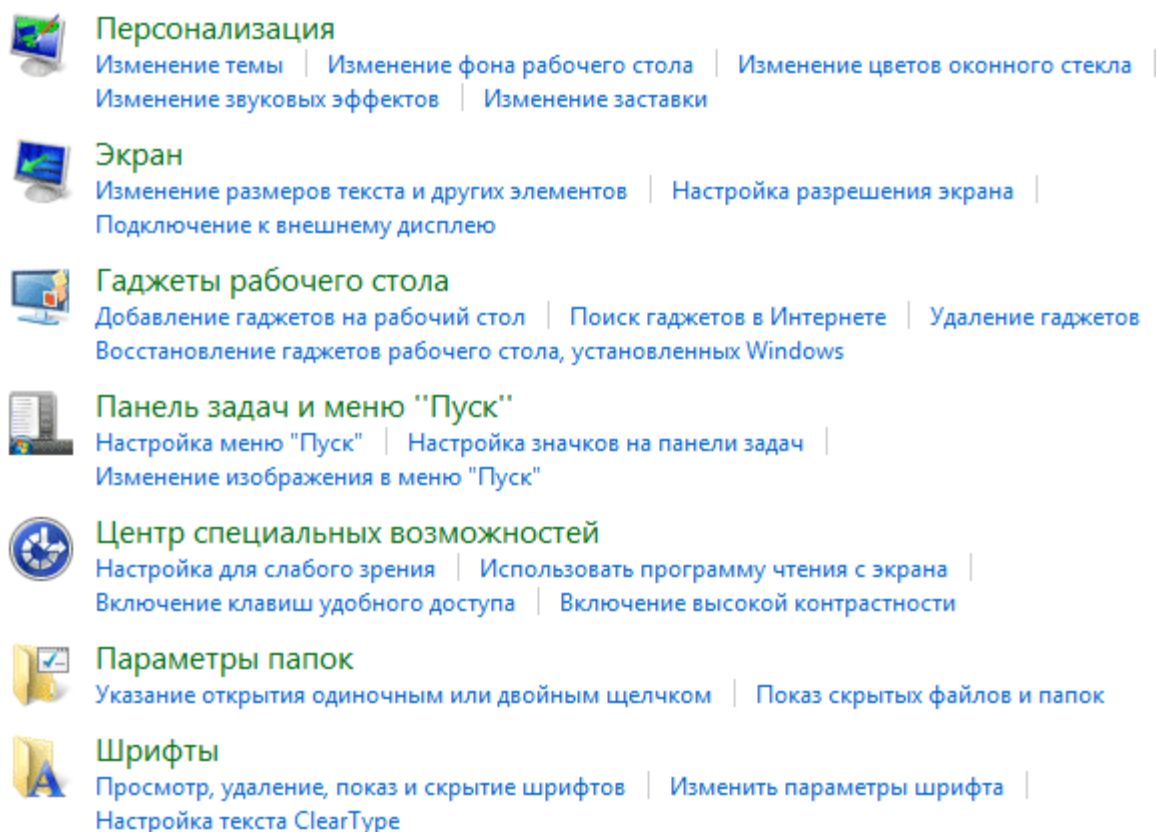 Персонализация
Изменение темы | Изменение фона рабочего стола | Изменение цветов оконного стекла |
Изменение звуковых эффектов | Изменение заставки
Экран
Изменение размеров текста и других элементов | Настройка разрешения экрана |
Подключение к внешнему дисплею
Гаджеты рабочего стола
Добавление гаджетов на рабочий стол | Поиск гаджетов в Интернете | Удаление гаджетов
Восстановление гаджетов рабочего стола, установленных Windows
Панель задач и меню ''Пуск''
Настройка меню "Пуск" | Настройка значков на панели задач |
Изменение изображения в меню "Пуск"
Центр специальных возможностей
Настройка для слабого зрения | Использовать программу чтения с экрана |
Включение клавиш удобного доступа | Включение высокой контрастности
Параметры папок
Указание открытия одиночным или двойным щелчком | Показ скрытых файлов и папок
Шрифты
Просмотр, удаление, показ и скрытие шрифтов | Изменить параметры шрифта |
Настройка текста ClearType